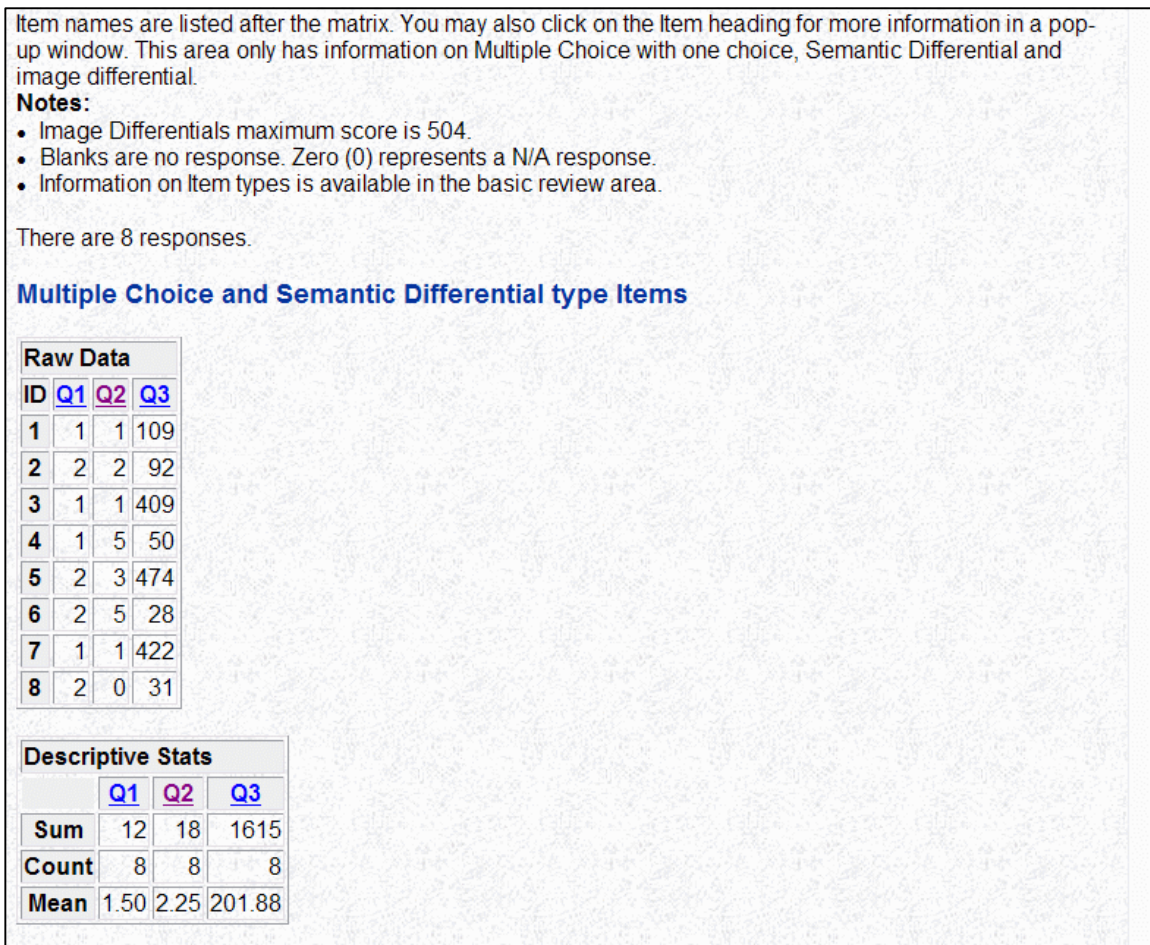 Item names are listed after the matrix. You may also click on the Item heading for more information in a pop-
up window. This area only has information on Multiple Choice with one choice, Semantic Differential and
image differential.
Notes:
• Image Differentials maximum score is 504.
• Blanks are no response. Zero (0) represents a N/A response.
• Information on Item types is available in the basic review area.
There are 8 responses.
Multiple Choice and Semantic Differential type Items
Raw Data
ID Q1 Q2 Q3
1 1 1 109
2 2 2 92
3 1 1 409
4 1 5 50
5 2 3 474
6 2 5 28
7 1 1 422
8 2 0 31
Descriptive Stats
Q1 Q2 Q3
Sum 12 18 1615
Count 8 8 8
Mean 1.50 2.25 201.88